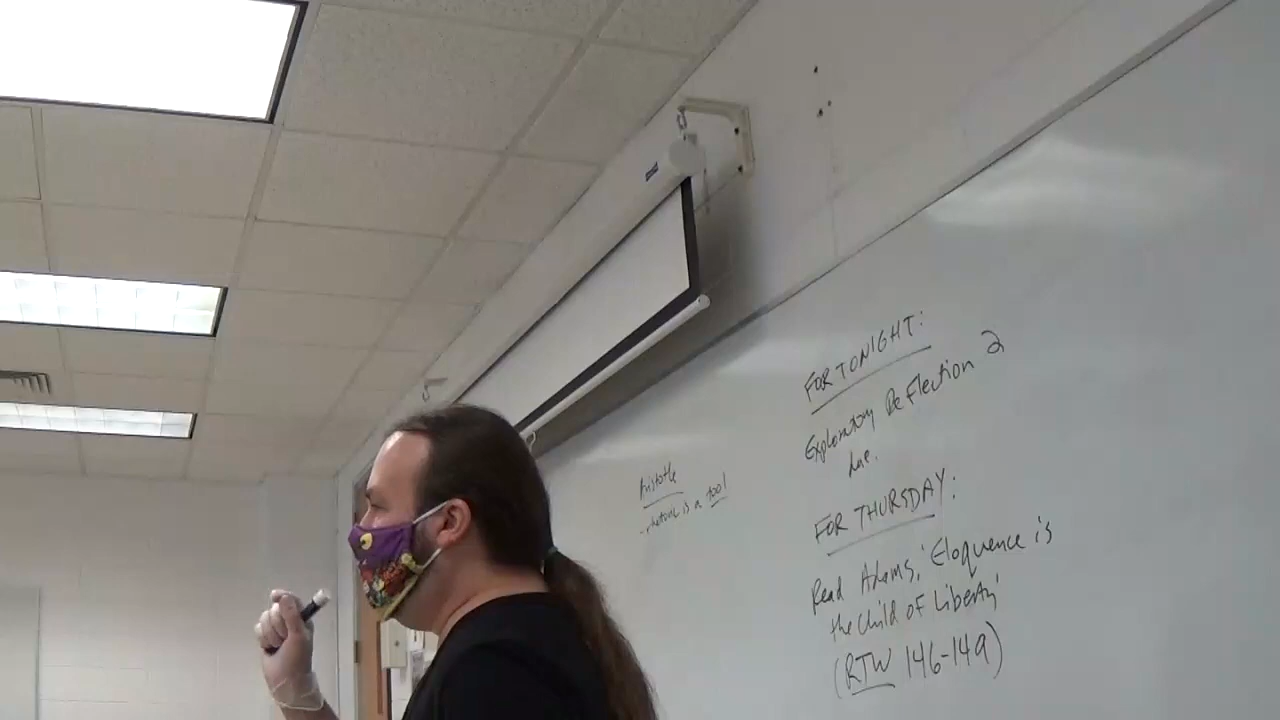 Aristotle
- rhetoric is a tool
FOR TONIGHT:
Exploratory Reflection 2
due.
FOR THURSDAY:
Read Adams, 'Eloquence is
the Child of Liberty'
(RTW 146-149)